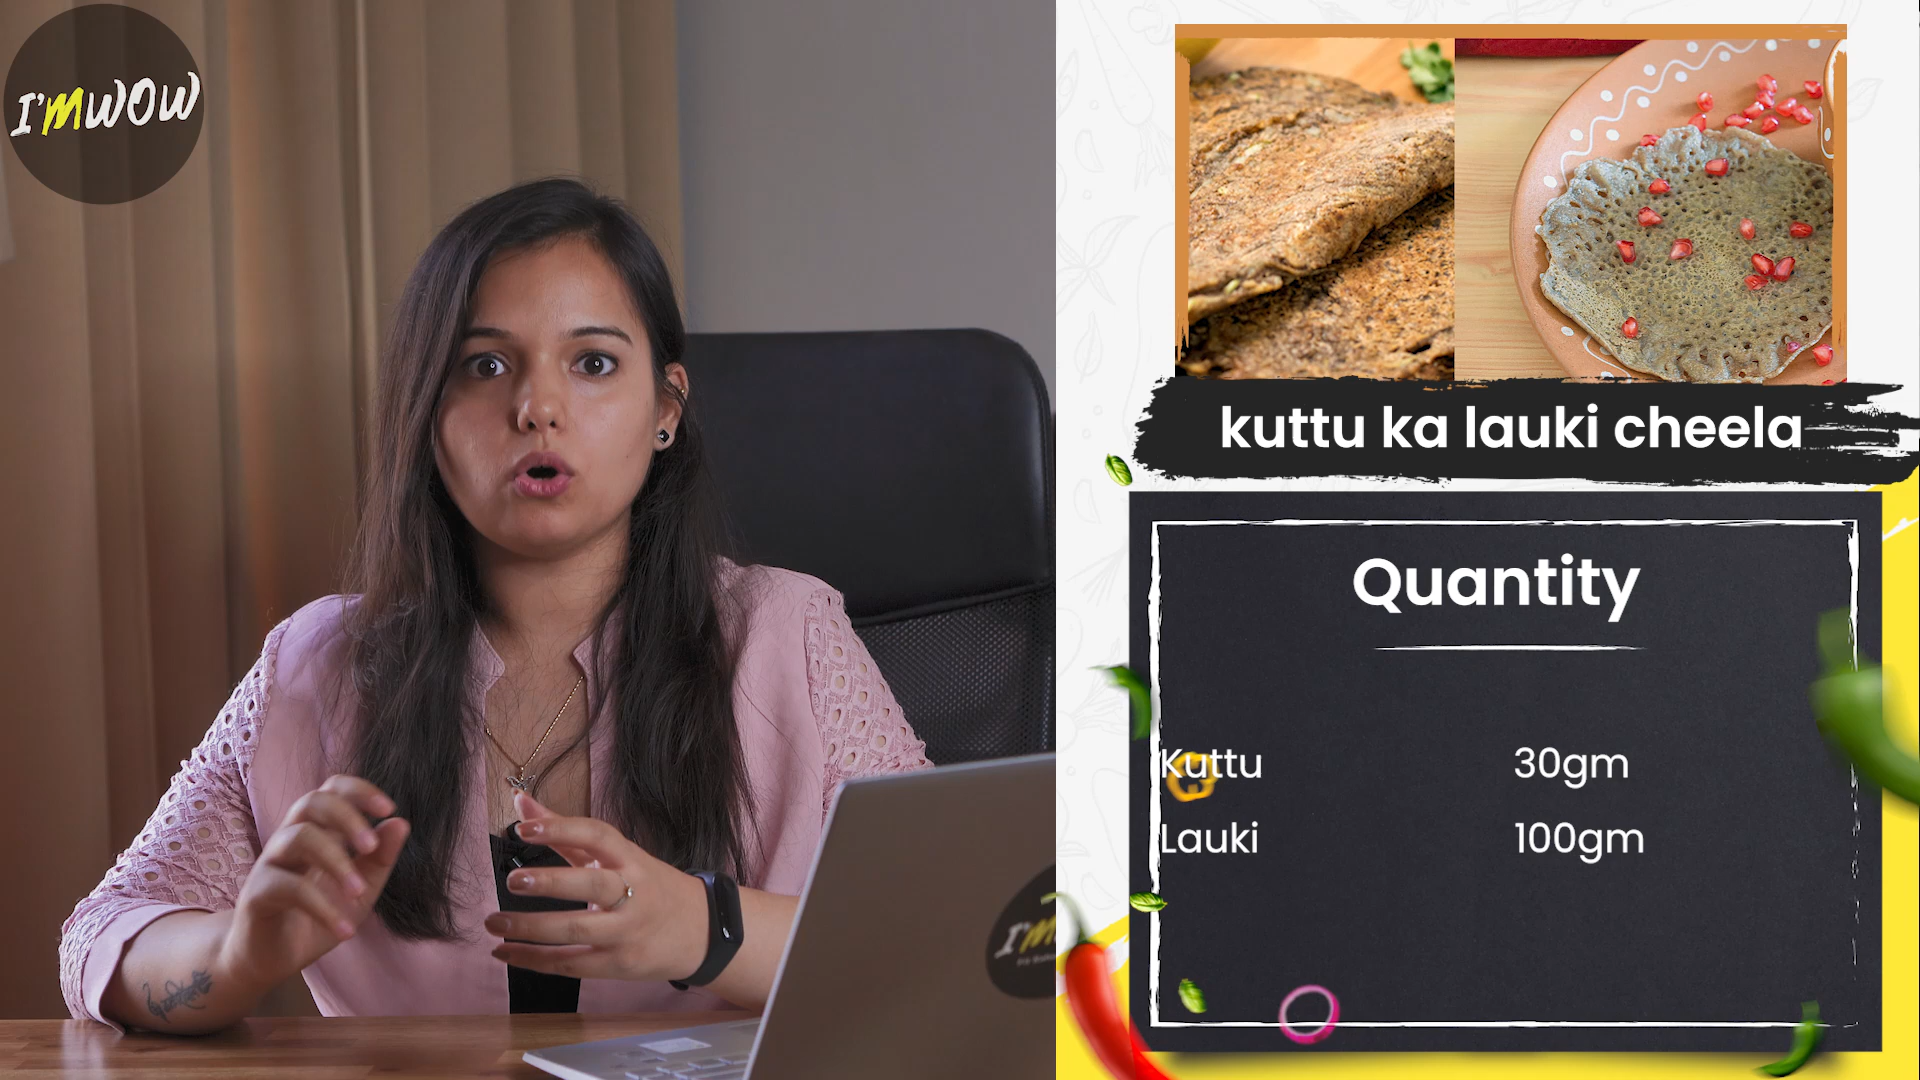 I'MWOW
kuttu ka lauki cheela
Quantity
Kuttu 30gm
Lauki 100gm
I'M